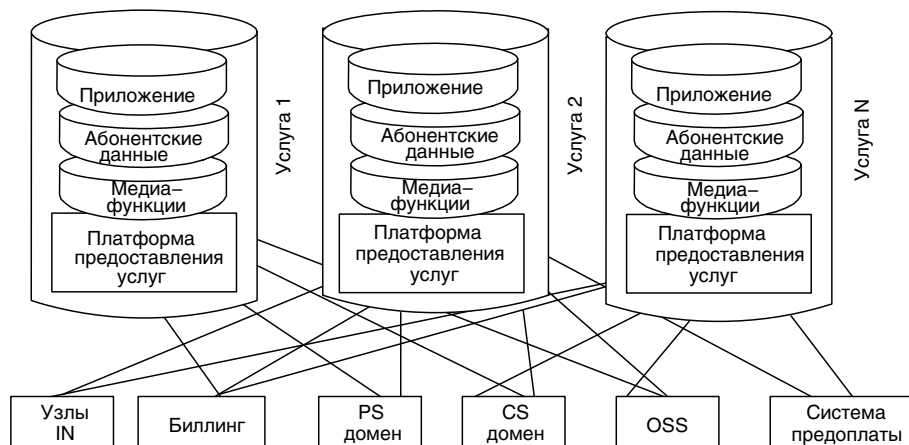 Приложение
Абонентские
данные
Медиа–
функции
Платформа
предоставления
услуг
Услуга 1
Приложение
Абонентские
данные
Медиа–
функции
Платформа
предоставления
услуг
Услуга 2
Приложение
Абонентские
данные
Медиа–
функции
Платформа
предоставления
услуг
Услуга N
Узлы
IN
Биллинг
PS
домен
CS
домен
OSS
Система
предоплаты